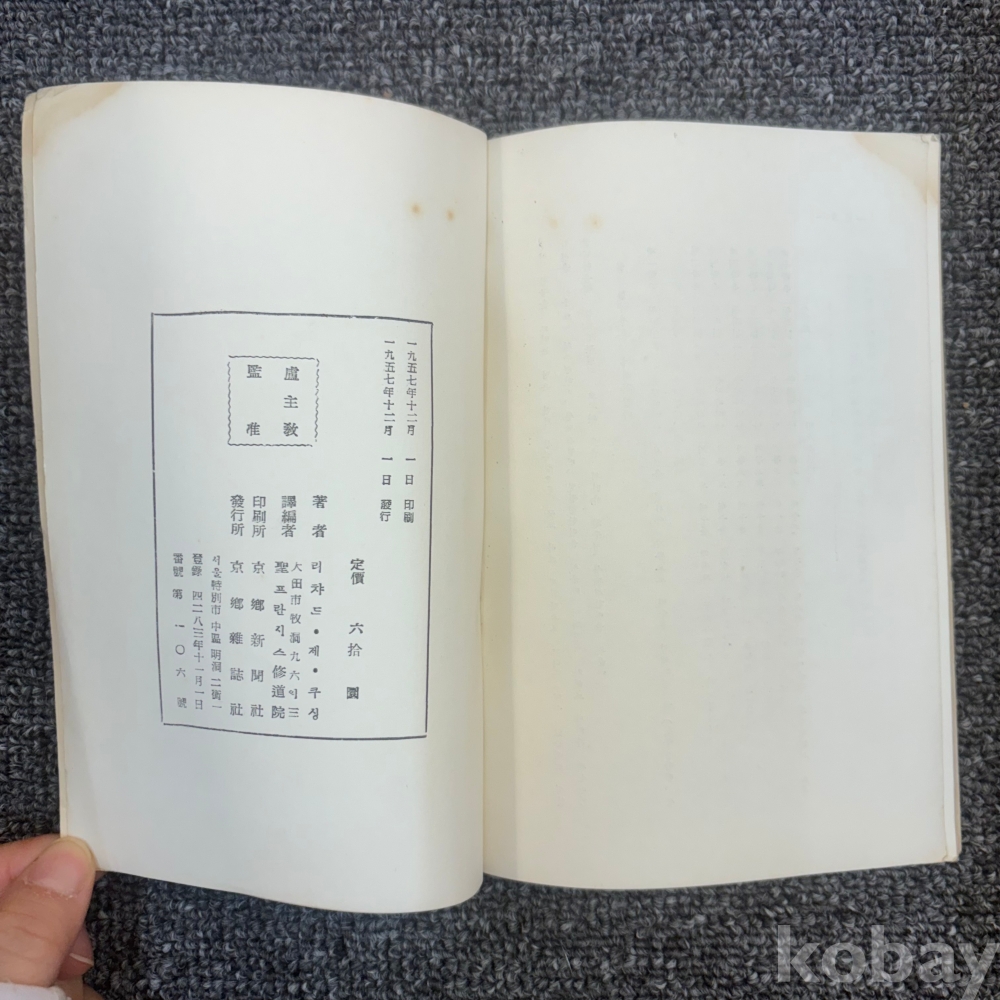 一九五七年十二月 一日 印刷
一九五七年十二月 一日 發行
盧主敎
監准
定價 六拾 圜
著者 리챠드・제・쿠싱
大田市牧洞九六의三
譯編者 聖프란시스修道院
印刷所 京鄕新聞社
發行所 京鄕雜誌社
서울特別市中區明洞二街一
登錄 四二八三年十一月一日
番號 第一〇六號
kobay